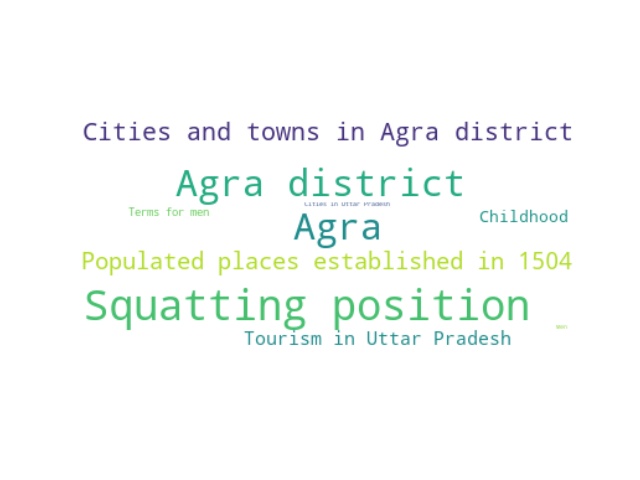 Cities and towns in Agra district
Agra district
Cities in Uttar Pradesh
Terms for men
Childhood
Agra
Populated places established in 1504
Squatting position
Tourism in Uttar Pradesh